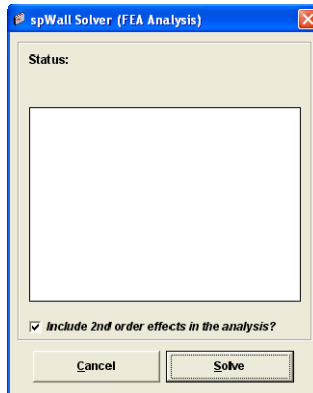 spWall Solver (FEA Analysis)
Status:
Include 2nd order effects in the analysis?
Cancel Solve